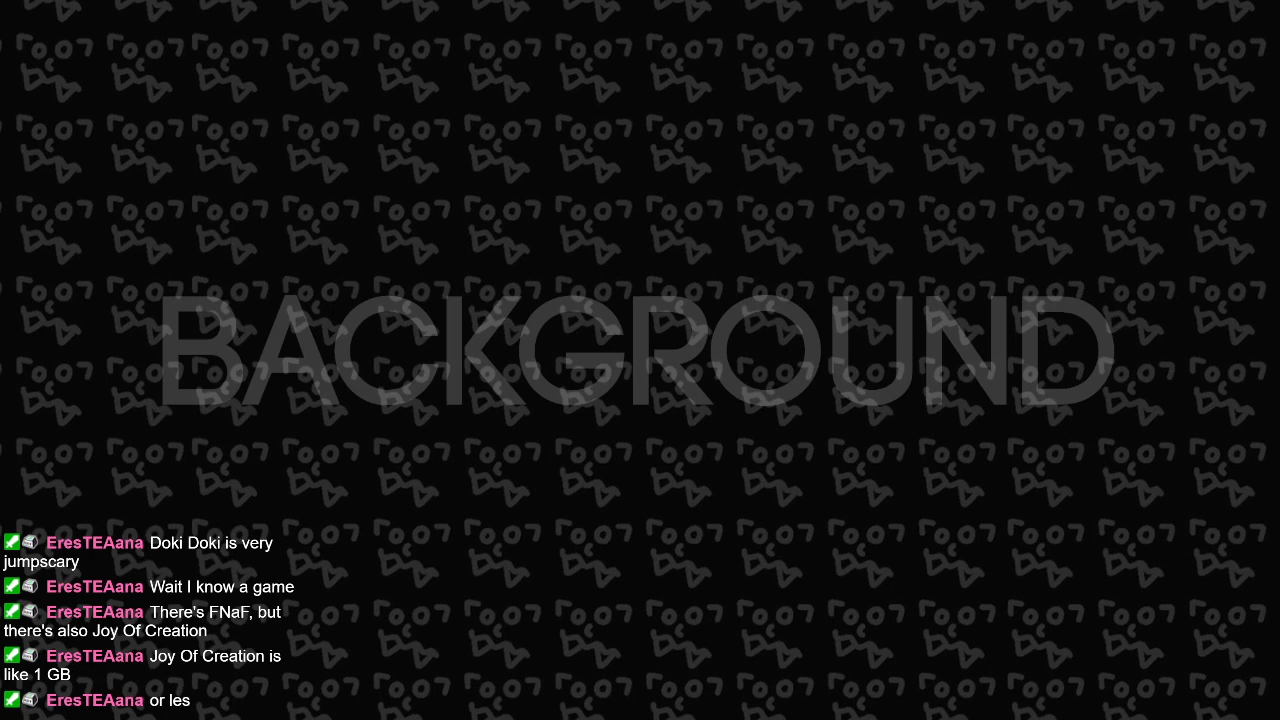 BACKGROUND
EresTEAana Doki Doki is very
jumpscary
EresTEAana Wait I know a game
EresTEAana There's FNaF, but
there's also Joy Of Creation
EresTEAana Joy Of Creation is
like 1 GB
EresTEAana or les